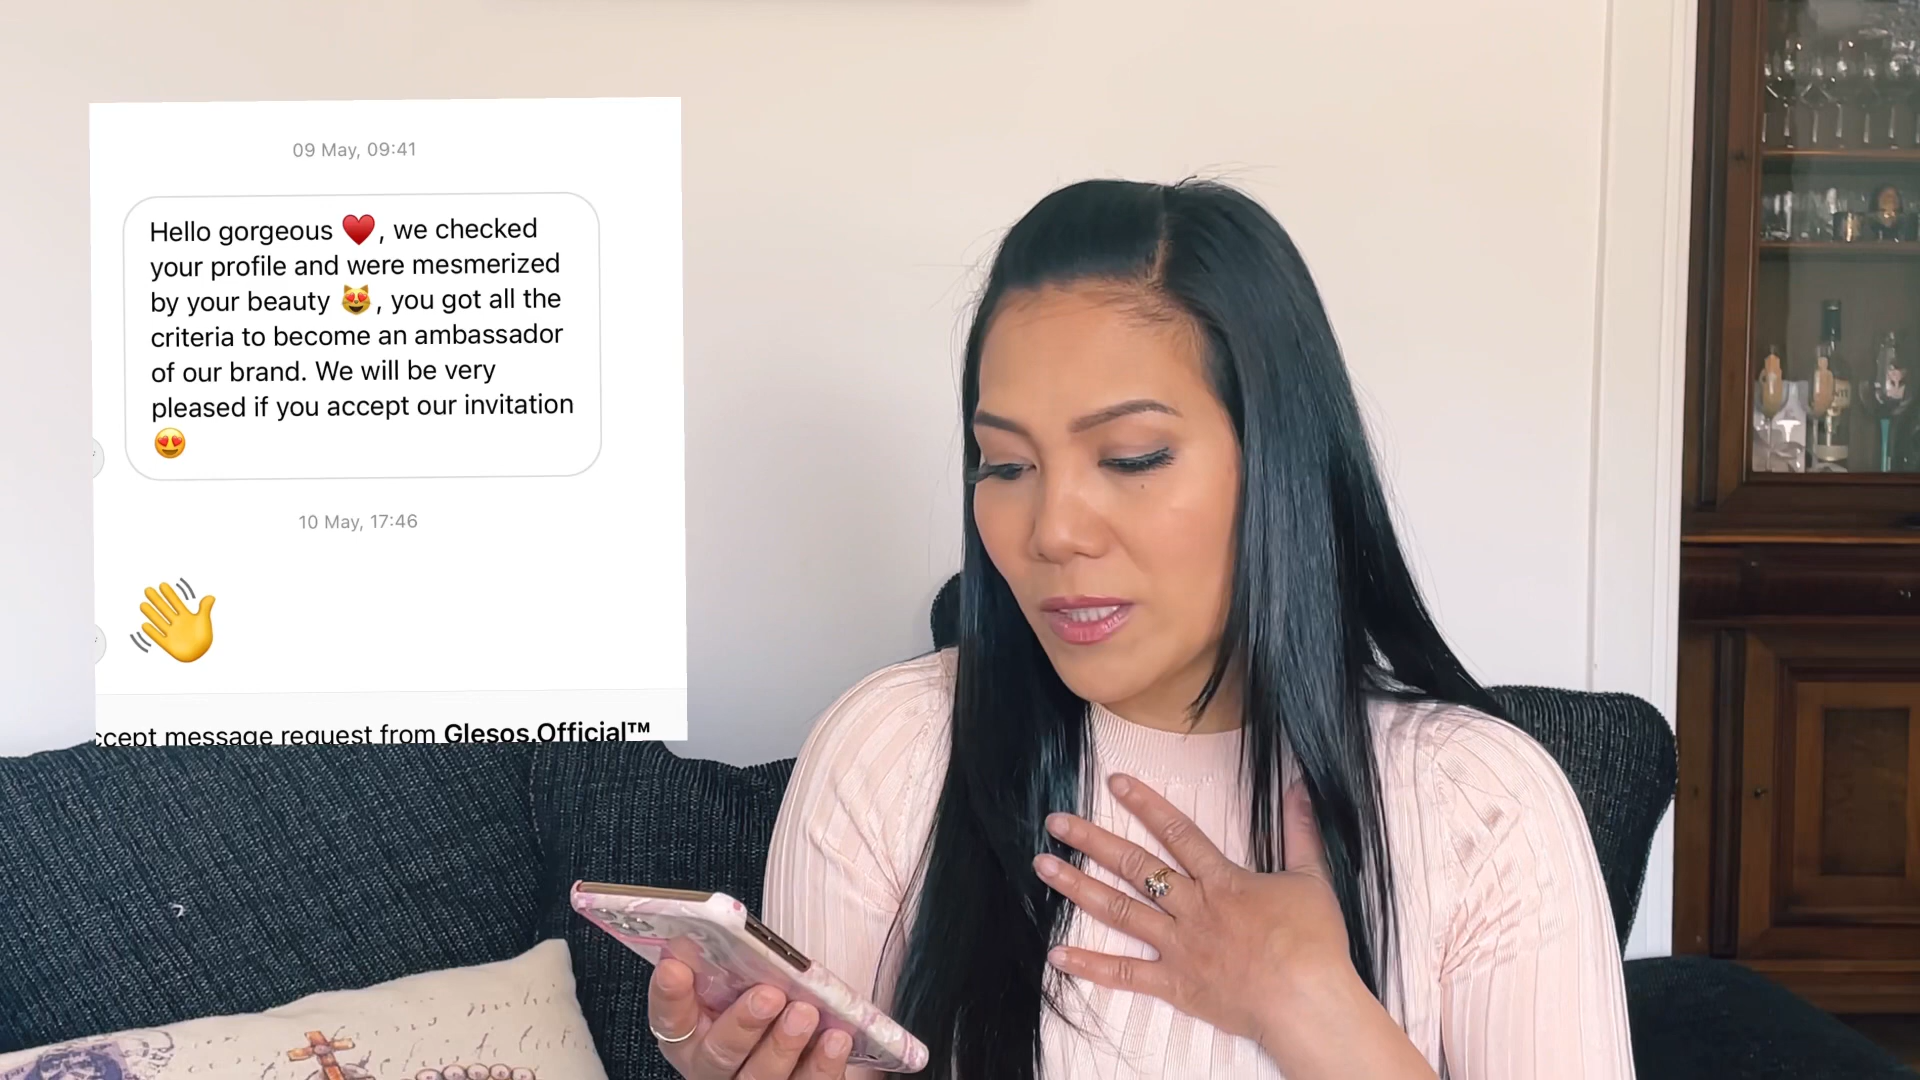 09 May, 09:41
Hello gorgeous ❤️, we checked
your profile and were mesmerized
by your beauty 😻, you got all the
criteria to become an ambassador
of our brand. We will be very
pleased if you accept our invitation
😍
10 May, 17:46
👋
ccept message request from Glesos.Official™